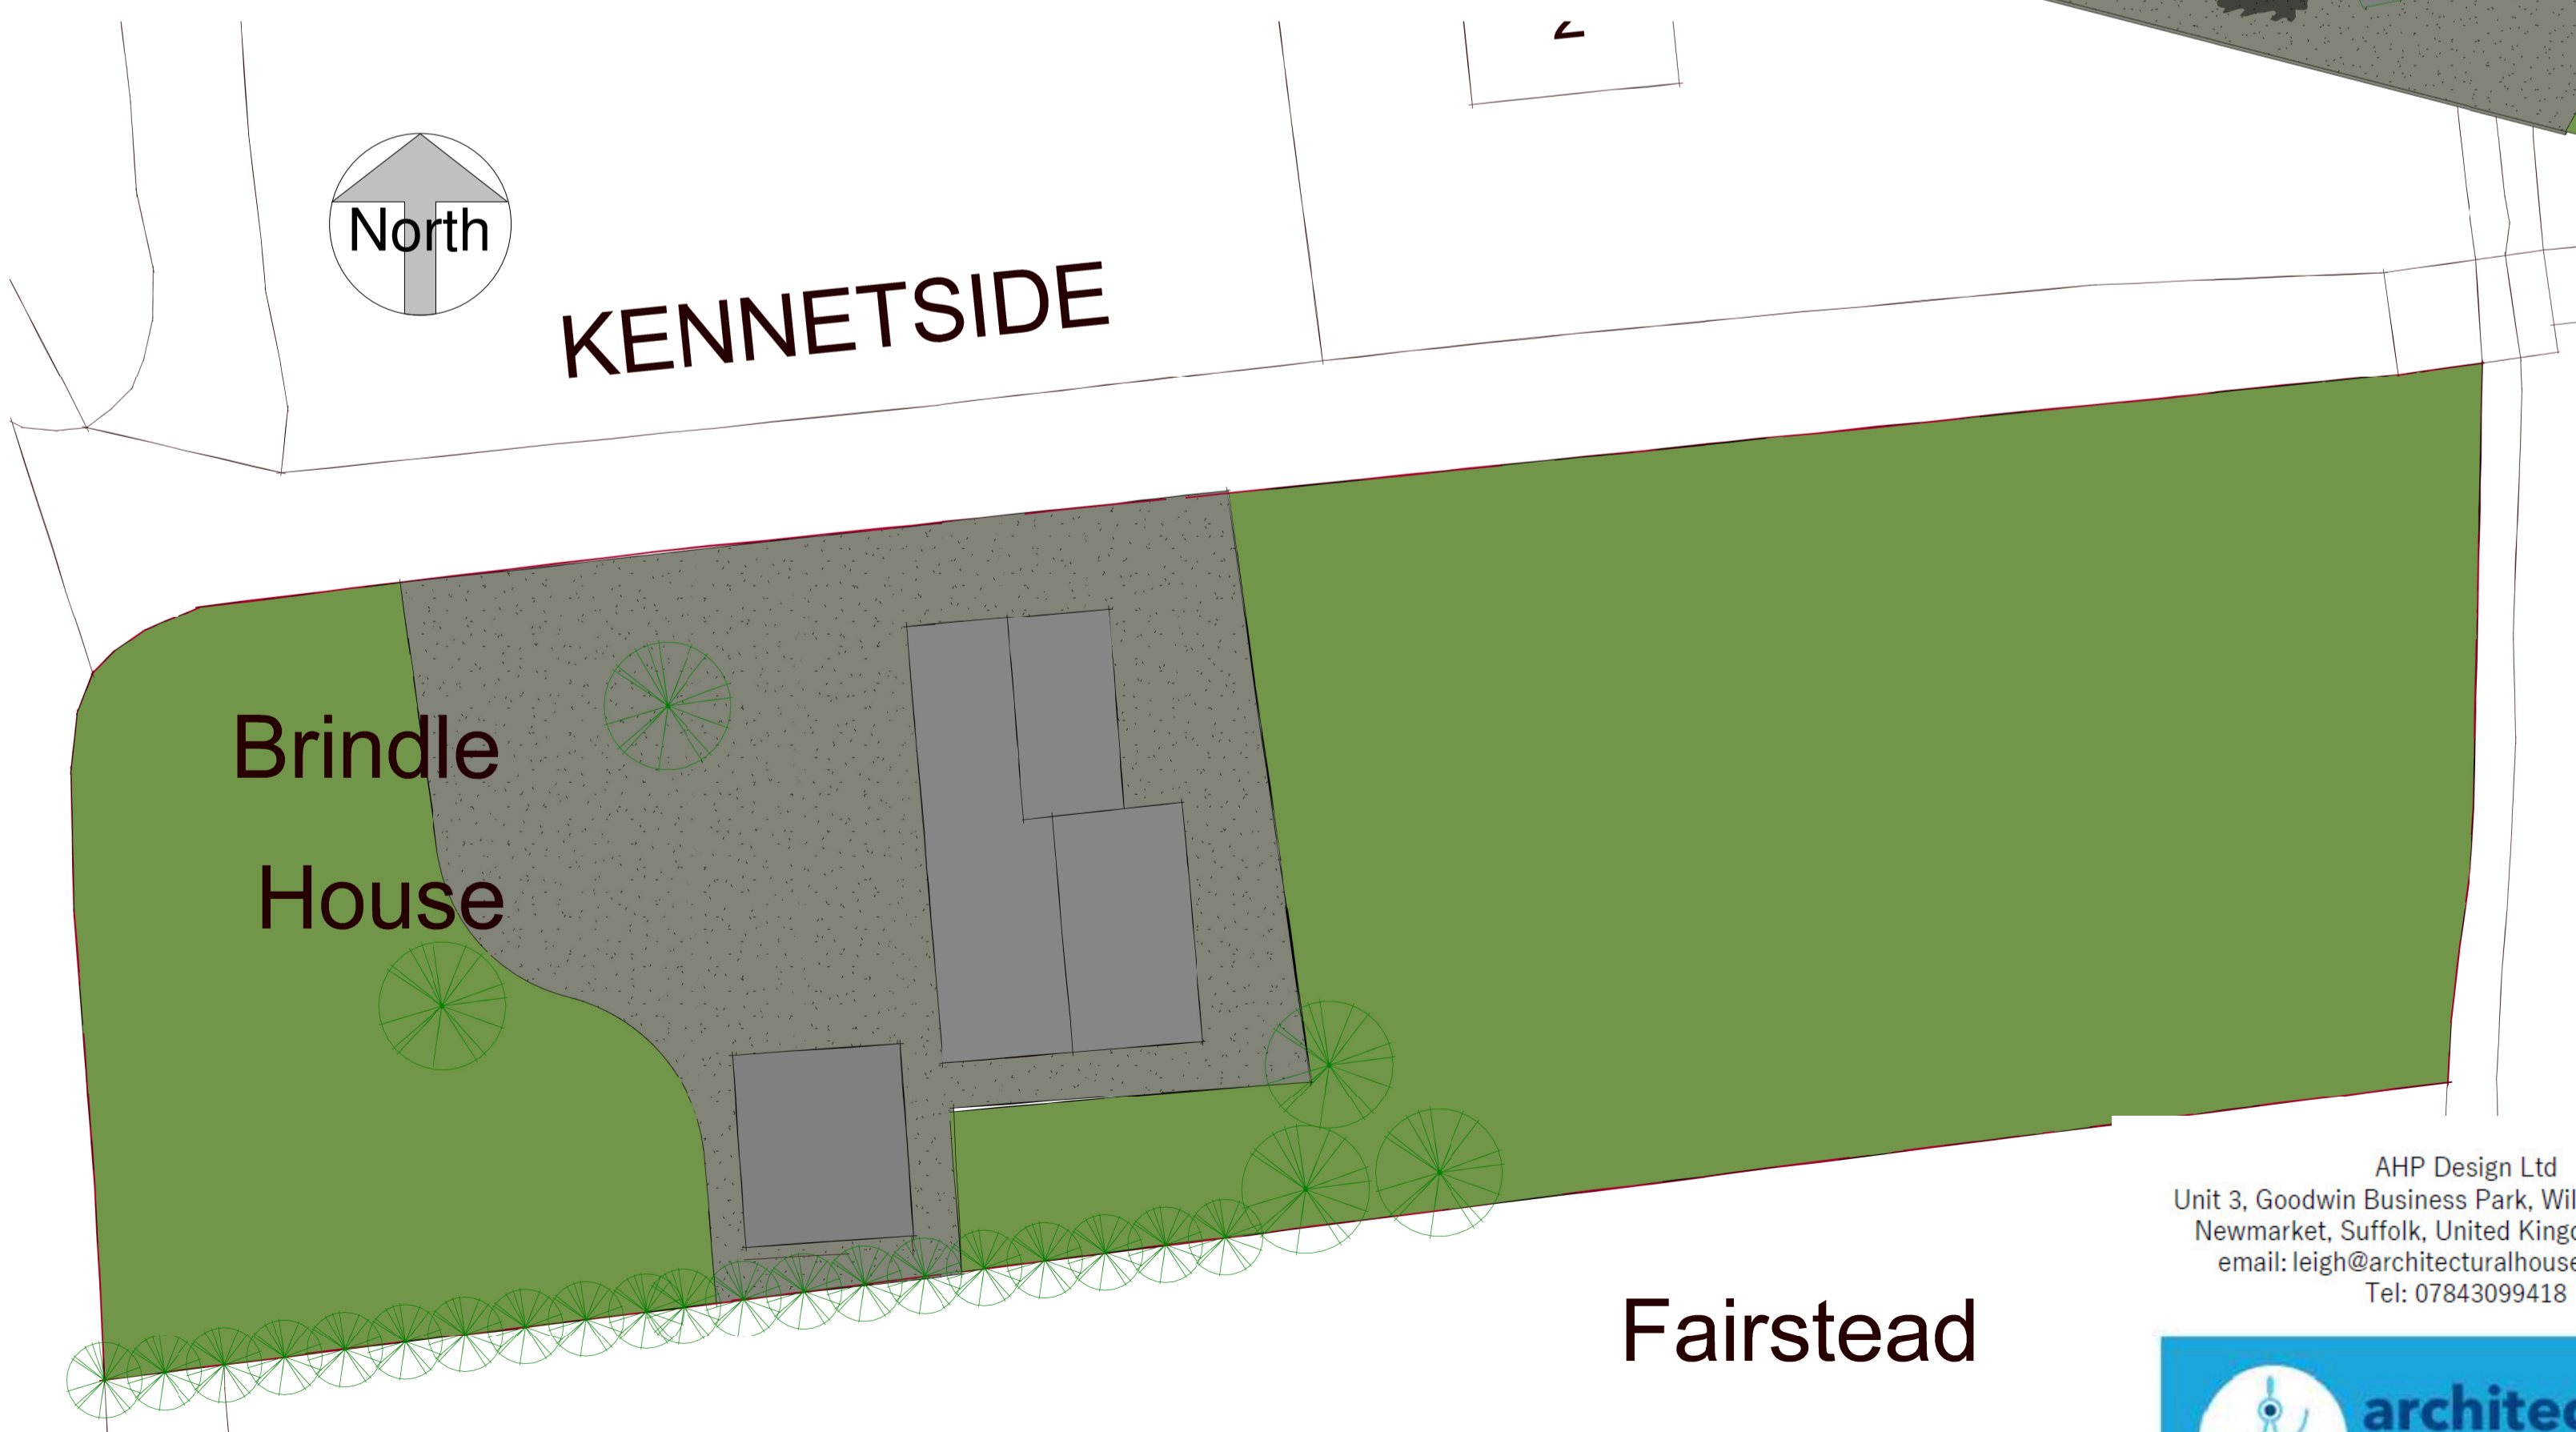 North
KENNETSIDE
Brindle
House
AHP Design Ltd
Unit 3, Goodwin Business Park,
Newmarket, Suffolk, United
email:
Tel: 07843099418
Fairstead